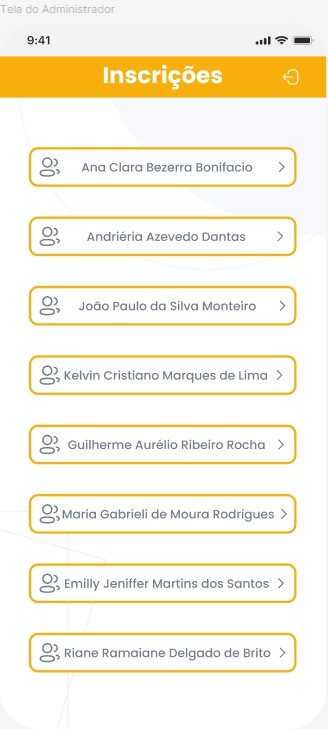 Tela do Administrador
9:41
Inscrições
Ana Clara Bezerra Bonifacio
Andriéria Azevedo Dantas
João Paulo da Silva Monteiro
Kelvin Cristiano Marques de Lima
Guilherme Aurélio Ribeiro Rocha
Maria Gabrieli de Moura Rodrigues
Emilly Jeniffer Martins dos Santos
Riane Ramaiane Delgado de Brito